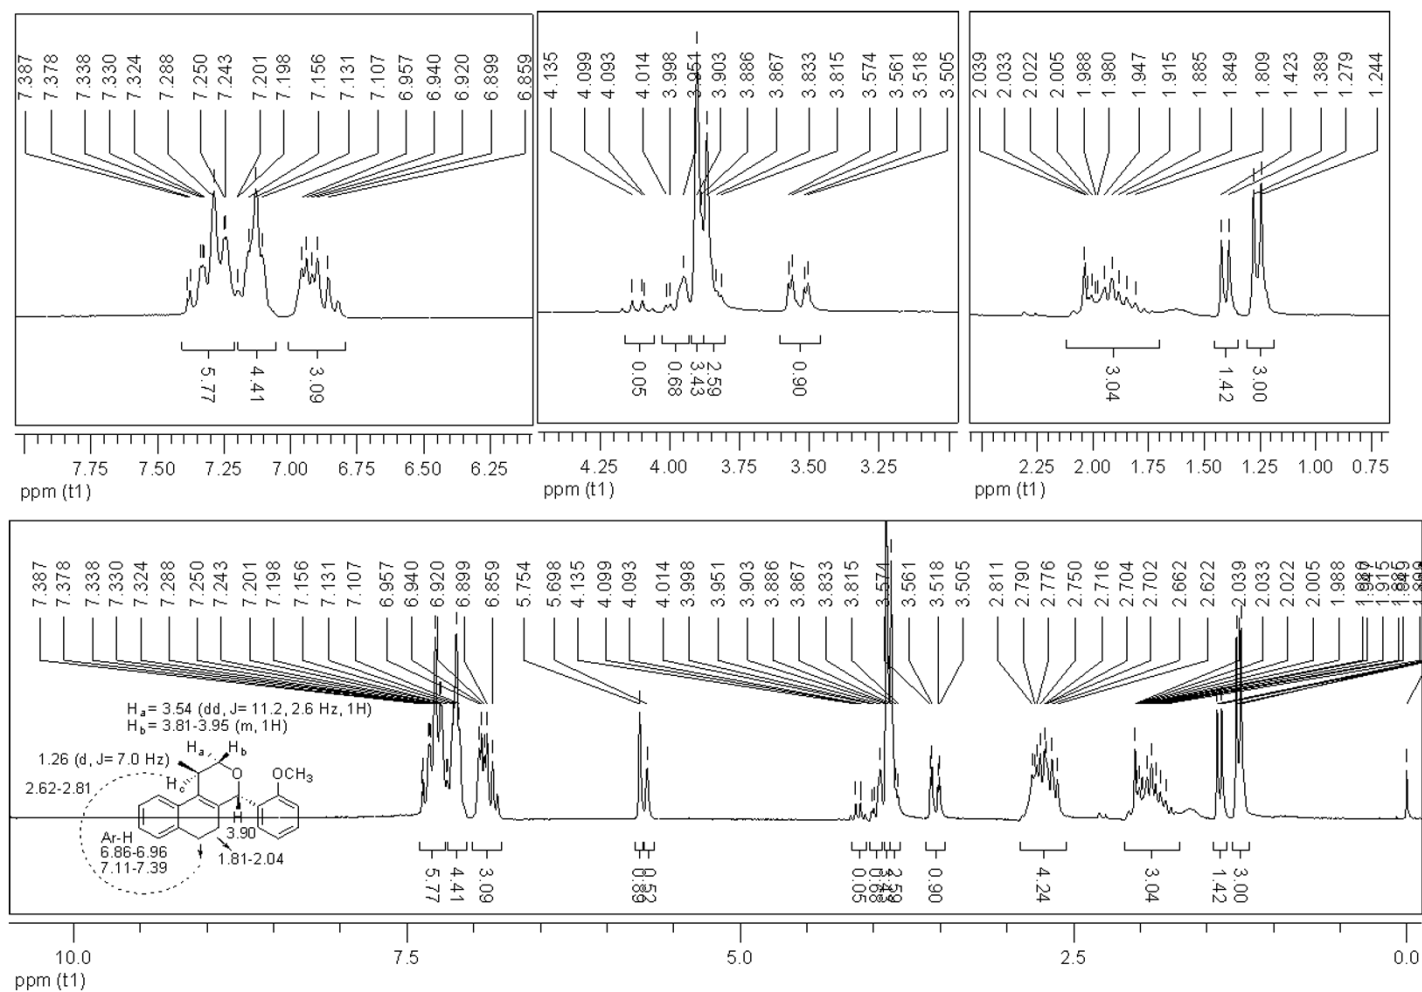 7.387 7.378 7.338 7.330 7.324 7.288 7.250 7.243 7.201 7.198 7.156 7.131 7.107 6.957 6.940 6.920 6.899 6.859
5.77 4.41 3.09
7.75 7.50 7.25 7.00 6.75 6.50 6.25
ppm (t1)
4.135 4.099 4.093 4.014 3.998 3.951 3.903 3.886 3.867 3.833 3.815 3.574 3.561 3.518 3.505
0.05 0.68 3.43 2.59 0.90
4.25 4.00 3.75 3.50 3.25
ppm (t1)
2.039 2.033 2.022 2.005 1.988 1.980 1.947 1.915 1.885 1.849 1.809 1.423 1.389 1.279 1.244
3.04 1.42 3.00
2.25 2.00 1.75 1.50 1.25 1.00 0.75
ppm (t1)
7.387 7.378 7.338 7.330 7.324 7.288 7.250 7.243 7.201 7.198 7.156 7.131 7.107 6.957 6.940 6.920 6.899 6.859 5.754 5.698 4.135 4.099 4.093 4.014 3.998 3.951 3.903 3.886 3.867 3.833 3.815 3.574 3.561 3.518 3.505 2.811 2.790 2.776 2.750 2.716 2.704 2.702 2.662 2.622 2.039 2.033 2.022 2.005 1.988
Ha = 3.54 (dd, J= 11.2, 2.6 Hz, 1H)
Hb = 3.81-3.95 (m, 1H)
Ha Hb
1.26 (d, J= 7.0 Hz)
O OCH3
2.62-2.81 Hc
H
3.90
Ar-H
6.86-6.96
7.11-7.39
1.81-2.04
5.77 4.41 3.09 0.89 0.52 0.05 0.68 3.43 2.59 0.90 4.24 3.04 1.42 3.00
10.0 7.5 5.0 2.5 0.0
ppm (t1)